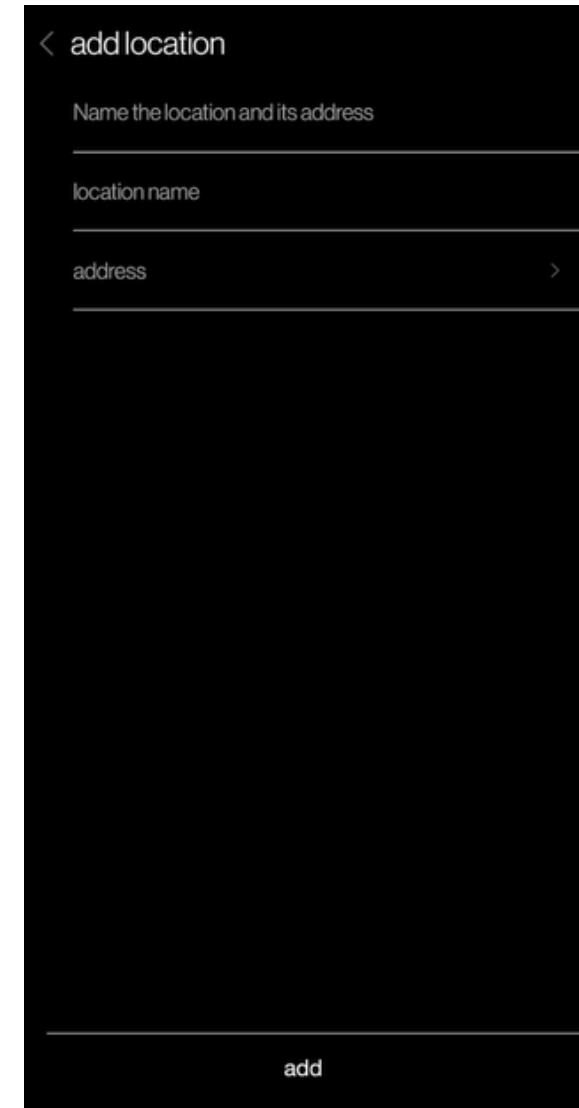 add location
Name the location and its address
location name
address
add